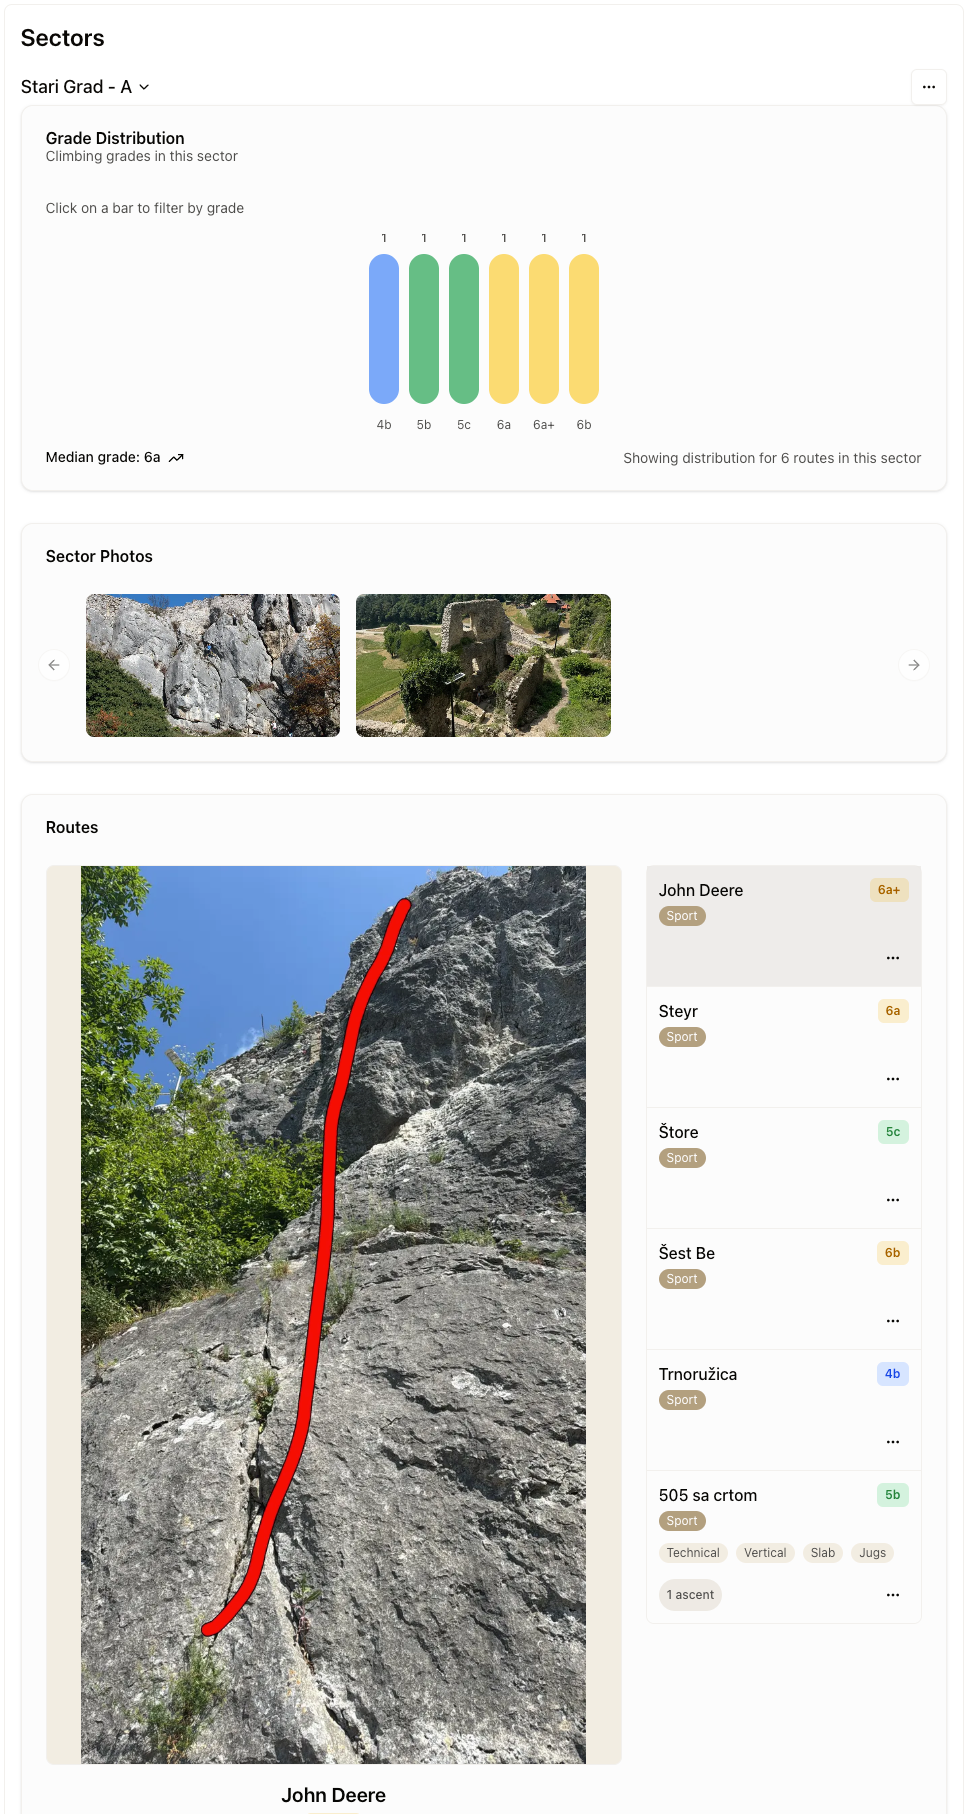 Sectors
Stari Grad - A
Grade Distribution
Climbing grades in this sector
Click on a bar to filter by grade
1 1 1 1 1 1
4b 5b 5c 6a 6a+ 6b
Median grade: 6a
Showing distribution for 6 routes in this sector
Sector Photos
Routes
John Deere 6a+
Sport
Steyr 6a
Sport
Štore 5c
Sport
Šest Be 6b
Sport
Trnoružica 4b
Sport
505 sa crtom 5b
Sport
Technical Vertical Slab Jugs
1 ascent
John Deere